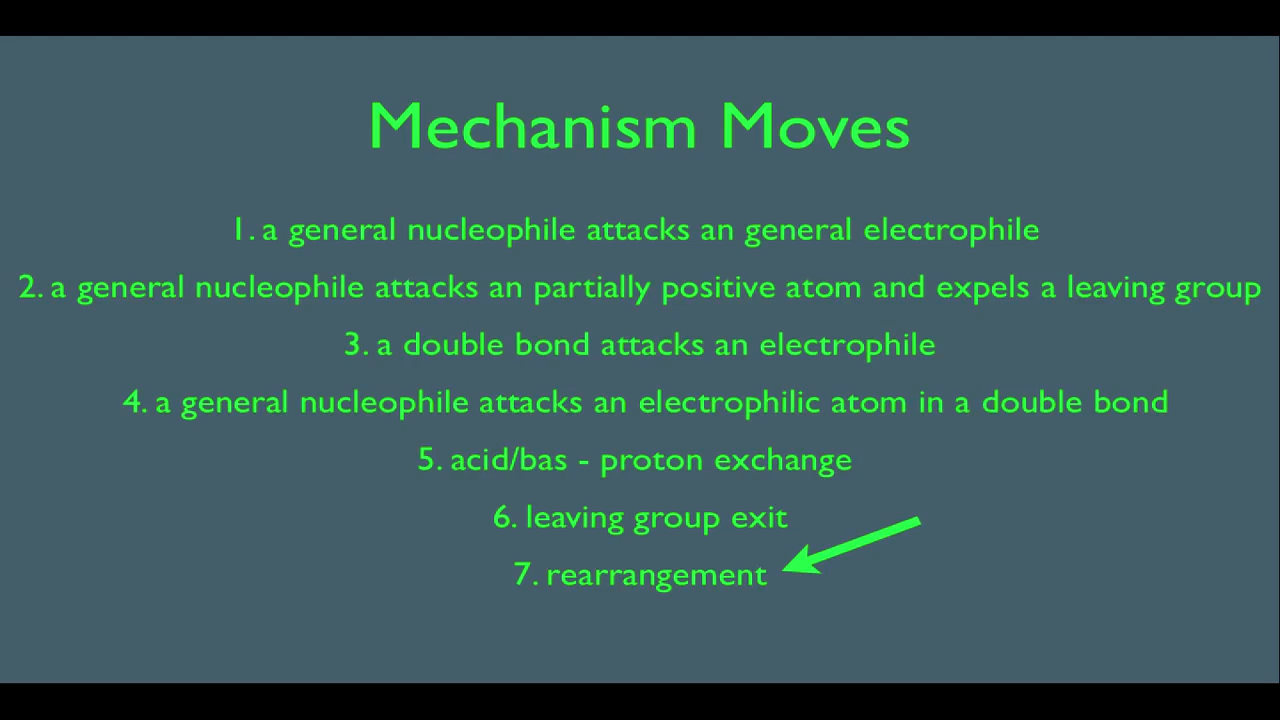 Mechanism Moves
1. a general nucleophile attacks an general electrophile
2. a general nucleophile attacks an partially positive atom and expels a leaving group
3. a double bond attacks an electrophile
4. a general nucleophile attacks an electrophilic atom in a double bond
5. acid/bas - proton exchange
6. leaving group exit
7. rearrangement